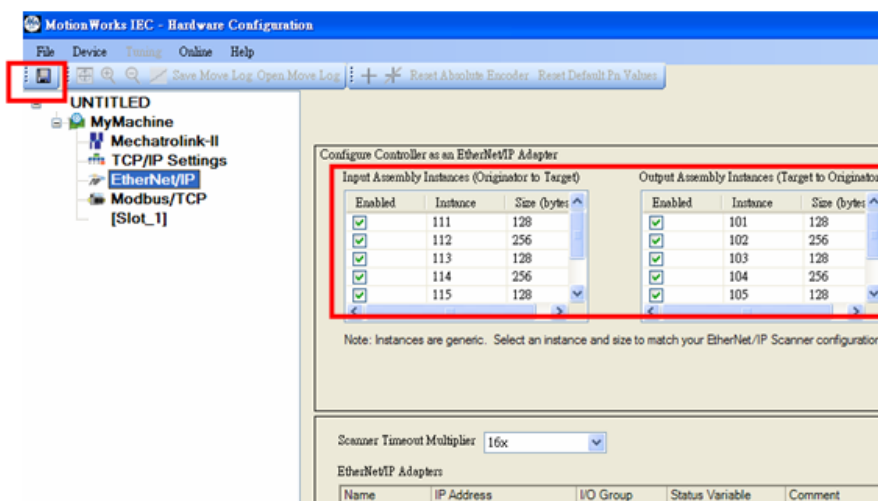 MotionWorks IEC - Hardware Configuration
File Device Tuning Online Help
Save Move Log Open Move Log Reset Absolute Encoder Reset Default Pn Values
UNTITLED
MyMachine
Mechatrolink-II
TCP/IP Settings
EtherNet/IP
Modbus/TCP
[Slot_1]
Configure Controller as an EtherNet/IP Adapter
Input Assembly Instances (Originator to Target) Output Assembly Instances (Target to Originator
Enabled Instance Size (bytes Enabled Instance Size (bytes
111 128 101 128
112 256 102 256
113 128 103 128
114 256 104 256
115 128 105 128
Note: Instances are generic. Select an instance and size to match your EtherNet/IP Scanner configuration
Scanner Timeout Multiplier 16x
EtherNet/IP Adapters
Name IP Address I/O Group Status Variable Comment